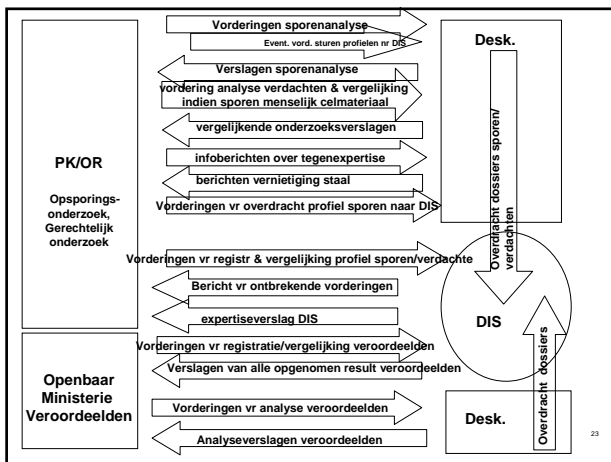 Vorderingen sporenanalyse
Event. vord. sturen profielen nr DIS
Verslagen sporenanalyse
vordering analyse verdachten & vergelijking
indien sporen menselijk celmateriaal
vergelijkende onderzoeksverslagen
infoberichten over tegenexpertise
berichten vernietiging staal
Vorderingen vr overdracht profiel sporen naar DIS
Desk.
Overdracht dossiers sporen/
verdachten
PK/OR
Opsporings-
onderzoek,
Gerechtelijk
onderzoek
Vorderingen vr registr & vergelijking profiel sporen/verdachte
Bericht vr ontbrekende vorderingen
expertiseverslag DIS
DIS
Vorderingen vr registratie/vergelijking veroordeelden
Verslagen van alle opgenomen result veroordeelden
Openbaar
Ministerie
Veroordeelden
Vorderingen vr analyse veroordeelden
Analyseverslagen veroordeelden
Desk.
Overdracht dossiers
23